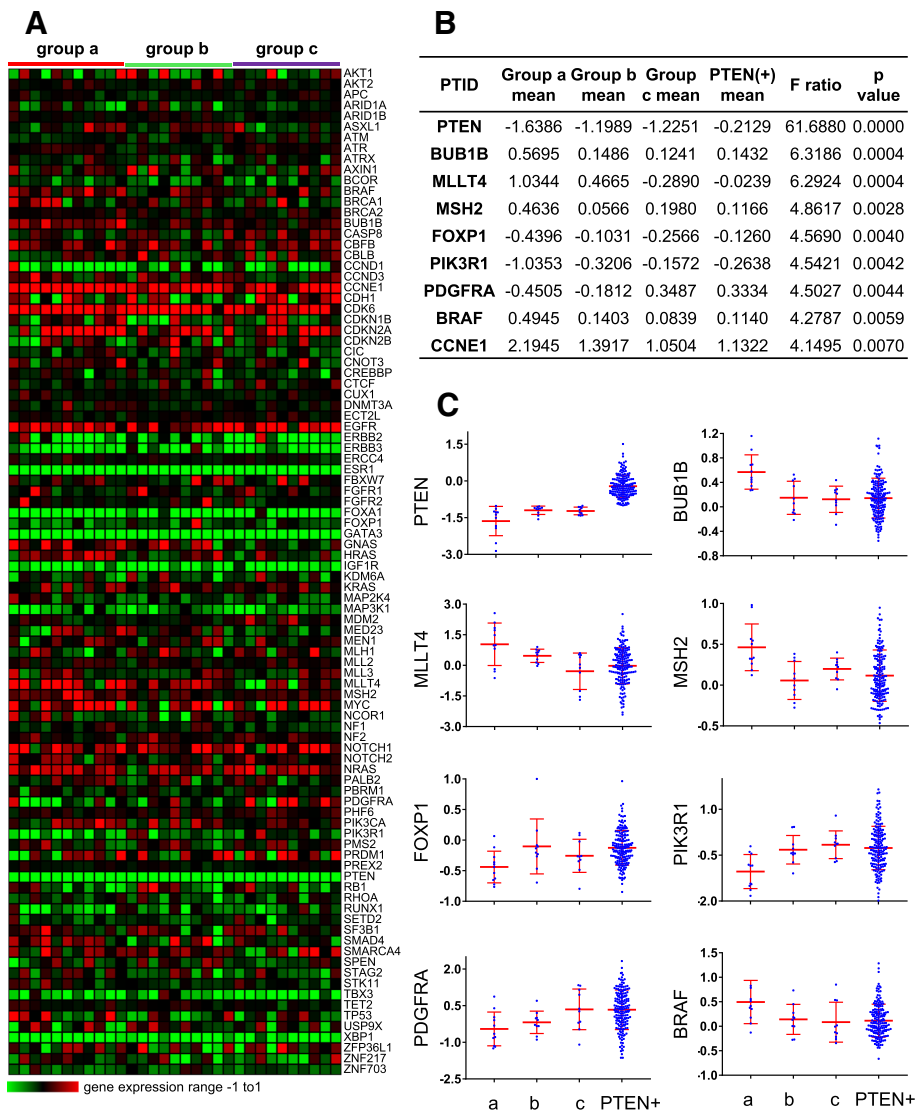 A
group a group b group c
AKT1
AKT2
APC
ARID1A
ARID1B
ASXL1
ATM
ATR
ATRX
AXIN1
BCOR
BRAF
BRCA1
BRCA2
BUB1B
CASP8
CBFB
CBLB
CCND1
CCND3
CCNE1
CDH1
CDK6
CDKN1B
CDKN2A
CDKN2B
CIC
CNOT3
CREBBP
CTCF
CUX1
DNMT3A
ECT2L
EGFR
ERBB2
ERBB3
ERCC4
ESR1
FBXW7
FGFR1
FGFR2
FOXA1
FOXP1
GATA3
GNAS
HRAS
IGF1R
KDM6A
KRAS
MAP2K4
MAP3K1
MDM2
MED23
MEN1
MLH1
MLL2
MLL3
MLLT4
MSH2
MYC
NCOR1
NF1
NF2
NOTCH1
NOTCH2
NRAS
PALB2
PBRM1
PDGFRA
PHF6
PIK3CA
PIK3R1
PMS2
PRDM1
PREX2
PTEN
RB1
RHOA
RUNX1
SETD2
SF3B1
SMAD4
SMARCA4
SPEN
STAG2
STK11
TBX3
TET2
TP53
USP9X
XBP1
ZFP36L1
ZNF217
ZNF703
gene expression range -1 to1
B
PTID Group a mean Group b mean Group c mean PTEN(+) mean F ratio p value
PTEN -1.6386 -1.1989 -1.2251 -0.2129 61.6880 0.0000
BUB1B 0.5695 0.1486 0.1241 0.1432 6.3186 0.0004
MLLT4 1.0344 0.4665 -0.2890 -0.0239 6.2924 0.0004
MSH2 0.4636 0.0566 0.1980 0.1166 4.8617 0.0028
FOXP1 -0.4396 -0.1031 -0.2566 -0.1260 4.5690 0.0040
PIK3R1 -1.0353 -0.3206 -0.1572 -0.2638 4.5421 0.0042
PDGFRA -0.4505 -0.1812 0.3487 0.3334 4.5027 0.0044
BRAF 0.4945 0.1403 0.0839 0.1140 4.2787 0.0059
CCNE1 2.1945 1.3917 1.0504 1.1322 4.1495 0.0070
C
PTEN
1.5
0.0
-1.5
-3.0
BUB1B
1.2
0.8
0.4
0.0
-0.4
-0.8
MLLT4
3.0
1.5
0.0
-1.5
-3.0
MSH2
1.0
0.5
0.0
-0.5
FOXP1
1.0
0.5
0.0
-0.5
-1.0
PIK3R1
1.0
-0.5
-2.0
PDGFRA
2.0
0.5
-1.0
-2.5
a b c PTEN+
BRAF
1.5
1.0
0.5
0.0
-0.5
-1.0
a b c PTEN+